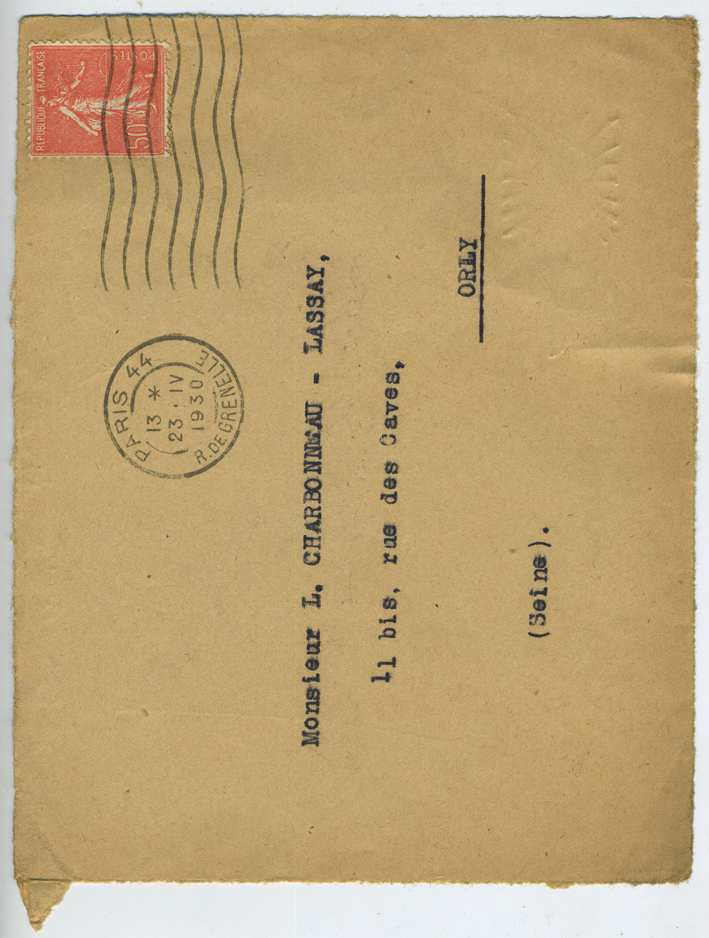 REPUBLIQUE FRANÇAISE
POSTES
50c
PARIS 44
13 *
23 . IV
1930
R. DE GRENELLE
Monsieur L. CHARBONNEAU - LASSAY,
11 bis, rue des Caves,
ORLY
(Seine).